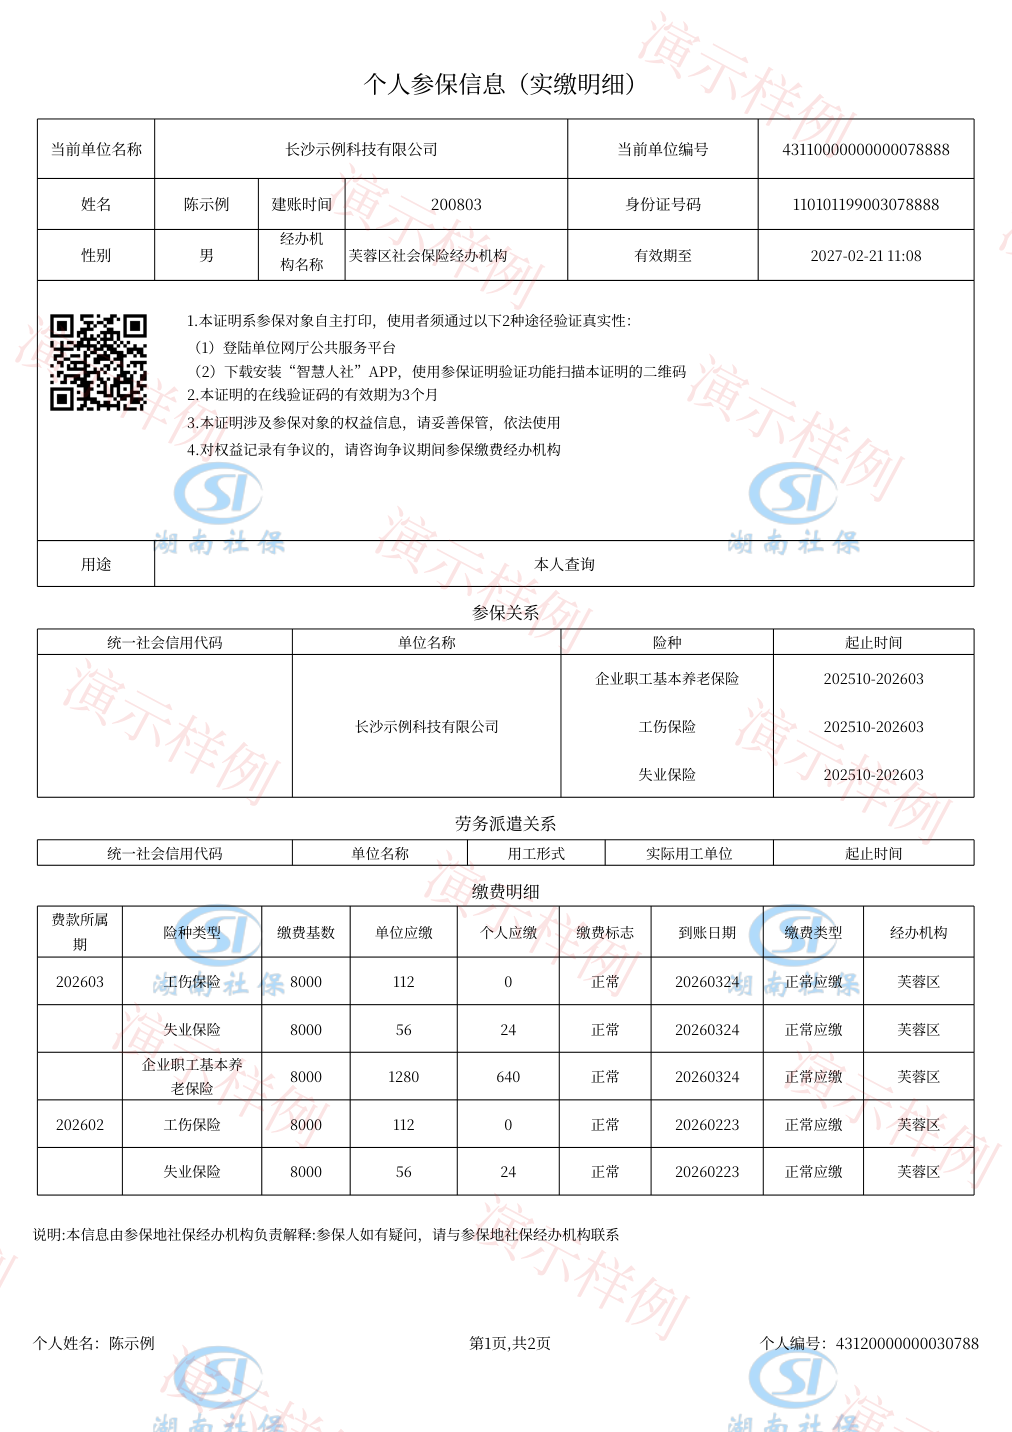 个人参保信息（实缴明细）
当前单位名称 长沙示例科技有限公司 当前单位编号 43110000000000078888
姓名 陈示例 建账时间 200803 身份证号码 110101199003078888
性别 男 经办机构名称 芙蓉区社会保险经办机构 有效期至 2027-02-21 11:08
1.本证明系参保对象自主打印，使用者须通过以下2种途径验证真实性：
（1）登陆单位网厅公共服务平台
（2）下载安装“智慧人社”APP，使用参保证明验证功能扫描本证明的二维码
2.本证明的在线验证码的有效期为3个月
3.本证明涉及参保对象的权益信息，请妥善保管，依法使用
4.对权益记录有争议的，请咨询争议期间参保缴费经办机构
用途 本人查询
参保关系
统一社会信用代码 单位名称 险种 起止时间
企业职工基本养老保险 202510-202603
长沙示例科技有限公司 工伤保险 202510-202603
失业保险 202510-202603
劳务派遣关系
统一社会信用代码 单位名称 用工形式 实际用工单位 起止时间
缴费明细
费款所属期 险种类型 缴费基数 单位应缴 个人应缴 缴费标志 到账日期 缴费类型 经办机构
202603 工伤保险 8000 112 0 正常 20260324 正常应缴 芙蓉区
失业保险 8000 56 24 正常 20260324 正常应缴 芙蓉区
企业职工基本养老保险 8000 1280 640 正常 20260324 正常应缴 芙蓉区
202602 工伤保险 8000 112 0 正常 20260223 正常应缴 芙蓉区
失业保险 8000 56 24 正常 20260223 正常应缴 芙蓉区
说明:本信息由参保地社保经办机构负责解释:参保人如有疑问，请与参保地社保经办机构联系
个人姓名：陈示例 第1页,共2页 个人编号：43120000000030788
演示样例
SI
湖南社保